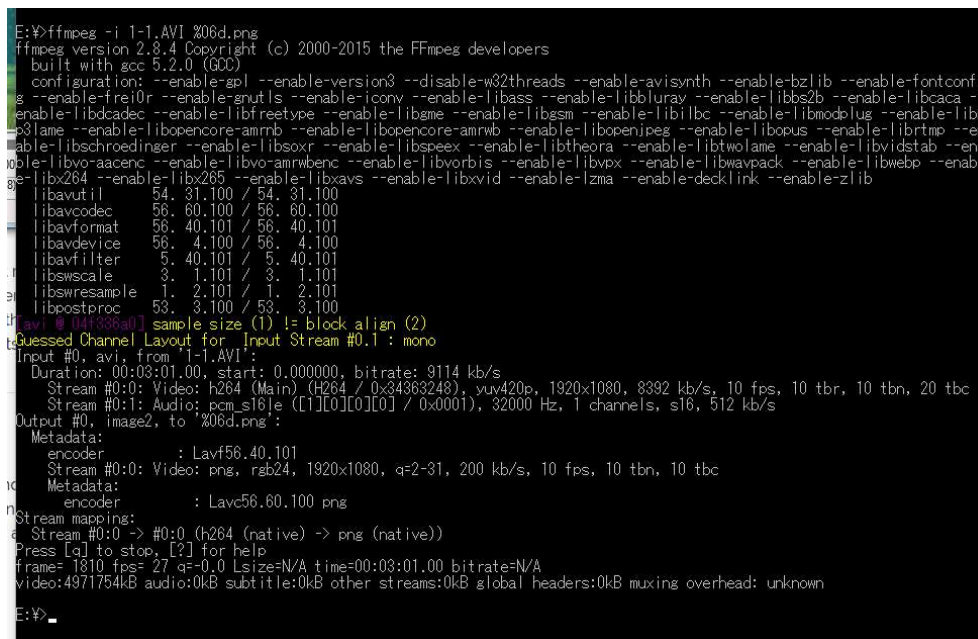 E:¥>ffmpeg -i 1-1.AVI %06d.png
ffmpeg version 2.8.4 Copyright (c) 2000-2015 the FFmpeg developers
built with gcc 5.2.0 (GCC)
configuration: --enable-gpl --enable-version3 --disable-w32threads --enable-avisynth --enable-bzlib --enable-fontconf
g --enable-frei0r --enable-gnutls --enable-iconv --enable-libass --enable-libbluray --enable-libbs2b --enable-libcaca -
enable-libdcadec --enable-libfreetype --enable-libgme --enable-libgsm --enable-libilbc --enable-libmodplug --enable-lib
p3lame --enable-libopencore-amrnb --enable-libopencore-amrwb --enable-libopenjpeg --enable-libopus --enable-librtmp --e
able-libschroedinger --enable-libsoxr --enable-libspeex --enable-libtheora --enable-libtwolame --enable-libvidstab --en
ble-libvo-aacenc --enable-libvo-amrwbenc --enable-libvorbis --enable-libvpx --enable-libwavpack --enable-libwebp --enab
e-libx264 --enable-libx265 --enable-libxavs --enable-libxvid --enable-lzma --enable-decklink --enable-zlib
libavutil 54. 31.100 / 54. 31.100
libavcodec 56. 60.100 / 56. 60.100
libavformat 56. 40.101 / 56. 40.101
libavdevice 56. 4.100 / 56. 4.100
libavfilter 5. 40.101 / 5. 40.101
libswscale 3. 1.101 / 3. 1.101
libswresample 1. 2.101 / 1. 2.101
libpostproc 53. 3.100 / 53. 3.100
[avi @ 04f336a0] sample size (1) != block align (2)
Guessed Channel Layout for Input Stream #0.1 : mono
Input #0, avi, from '1-1.AVI':
Duration: 00:03:01.00, start: 0.000000, bitrate: 9114 kb/s
Stream #0:0: Video: h264 (Main) (H264 / 0x34363248), yuv420p, 1920x1080, 8392 kb/s, 10 fps, 10 tbr, 10 tbn, 20 tbc
Stream #0:1: Audio: pcm_s16le ([1][0][0][0] / 0x0001), 32000 Hz, 1 channels, s16, 512 kb/s
Output #0, image2, to '%06d.png':
Metadata:
encoder : Lavf56.40.101
Stream #0:0: Video: png, rgb24, 1920x1080, q=2-31, 200 kb/s, 10 fps, 10 tbn, 10 tbc
Metadata:
encoder : Lavc56.60.100 png
Stream mapping:
Stream #0:0 -> #0:0 (h264 (native) -> png (native))
Press [q] to stop, [?] for help
frame= 1810 fps= 27 q=-0.0 Lsize=N/A time=00:03:01.00 bitrate=N/A
video:4971754kB audio:0kB subtitle:0kB other streams:0kB global headers:0kB muxing overhead: unknown
E:¥>